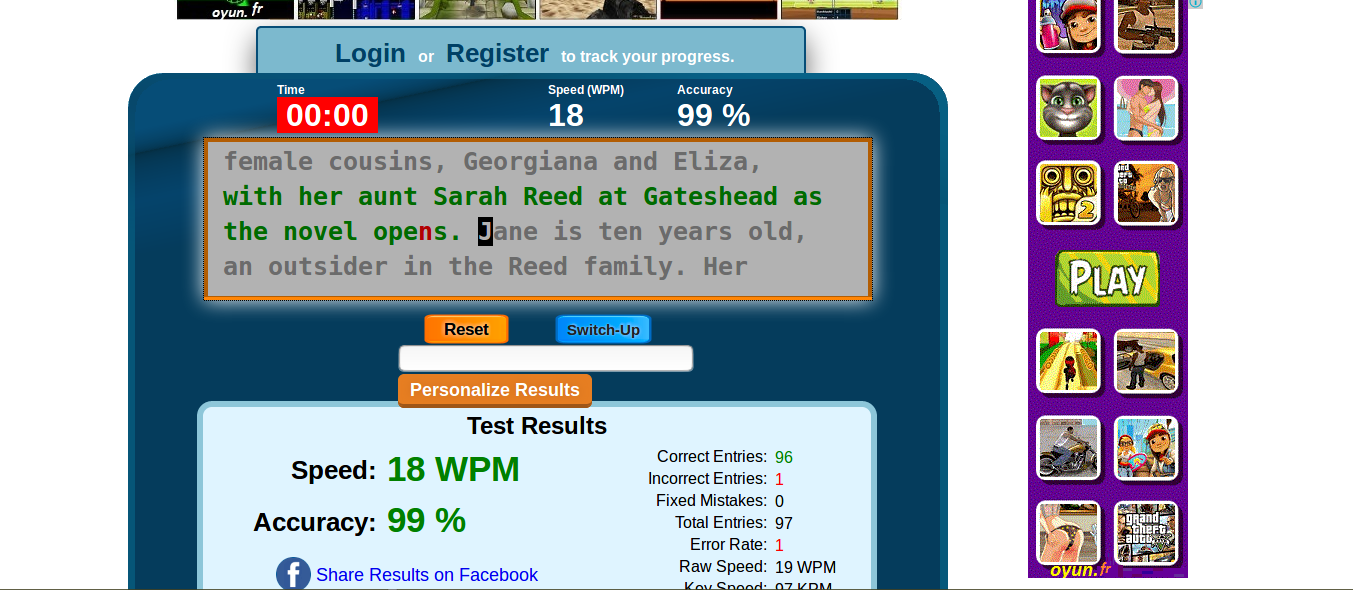 oyun.fr
Login or Register to track your progress.
Time
00:00
Speed (WPM)
18
Accuracy
99 %
female cousins, Georgiana and Eliza,
with her aunt Sarah Reed at Gateshead as
the novel opens. Jane is ten years old,
an outsider in the Reed family. Her
Reset
Switch-Up
Personalize Results
Test Results
Speed: 18 WPM
Accuracy: 99 %
Share Results on Facebook
Correct Entries: 96
Incorrect Entries: 1
Fixed Mistakes: 0
Total Entries: 97
Error Rate: 1
Raw Speed: 19 WPM
Key Speed: 97 KPM
2
PLAY
grand
theft
auto
oyun.fr